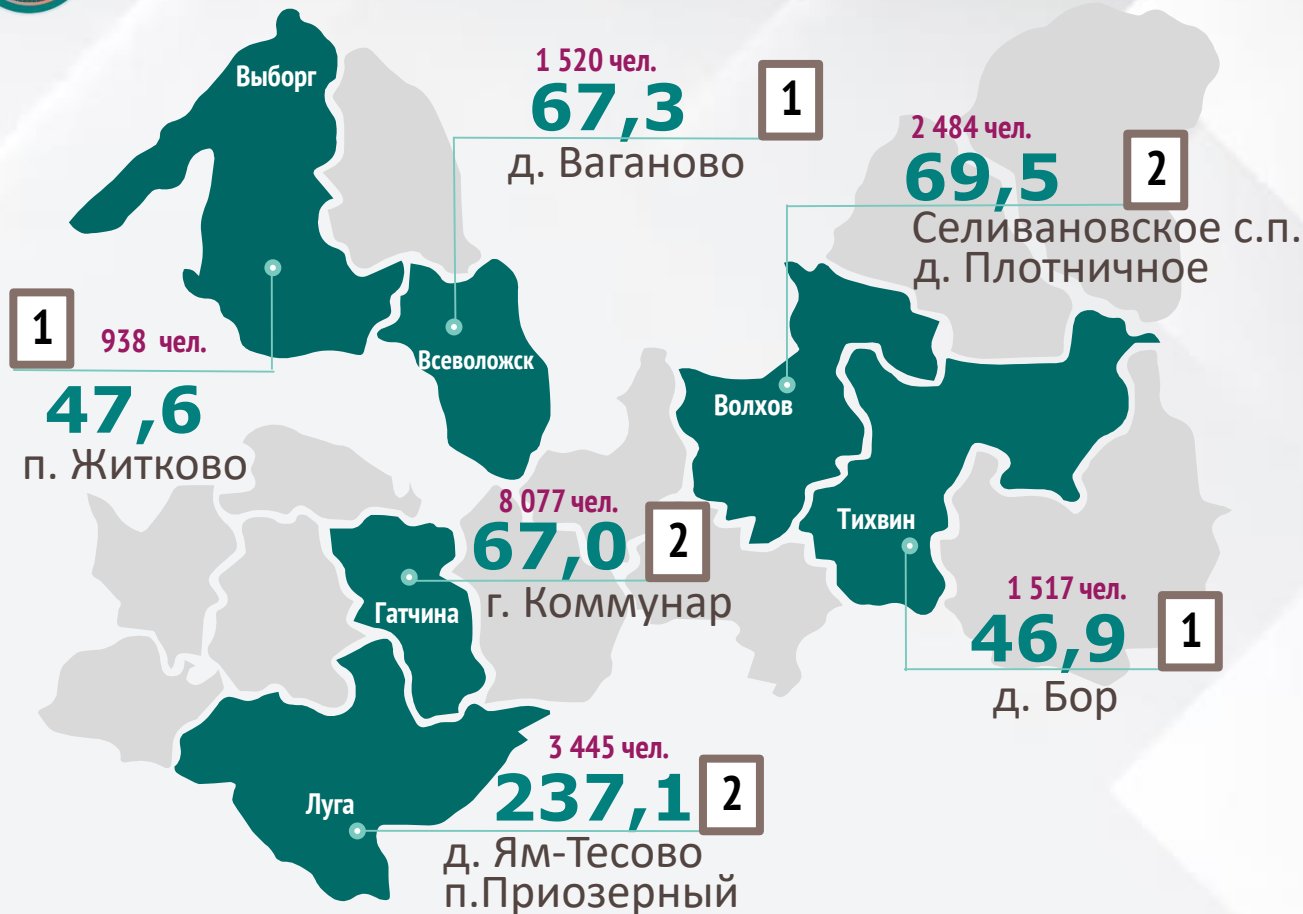 Выборг
1 520 чел.
67,3
1
д. Ваганово
2 484 чел.
69,5
2
Селивановское с.п.
д. Плотничное
1
938 чел.
47,6
п. Житково
Всеволожск
Волхов
8 077 чел.
67,0
2
г. Коммунар
Гатчина
Тихвин
1 517 чел.
46,9
1
д. Бор
3 445 чел.
237,1
2
Луга
д. Ям-Тесово
п.Приозерный